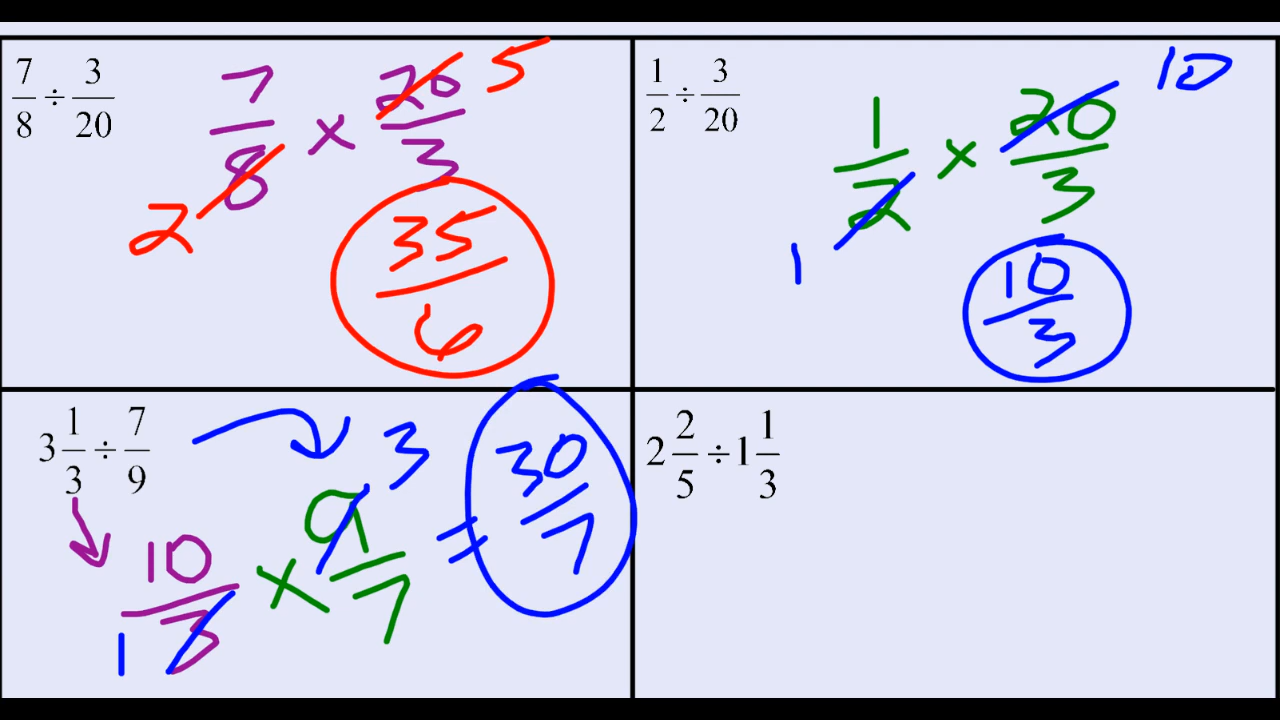 7/8 ÷ 3/20
7/8 × 20/3 5
2
35/6
1/2 ÷ 3/20
1/2 × 20/3 10
1
10/3
3 1/3 ÷ 7/9
3
10/3 × 9/7 = 30/7
1
2 2/5 ÷ 1 1/3